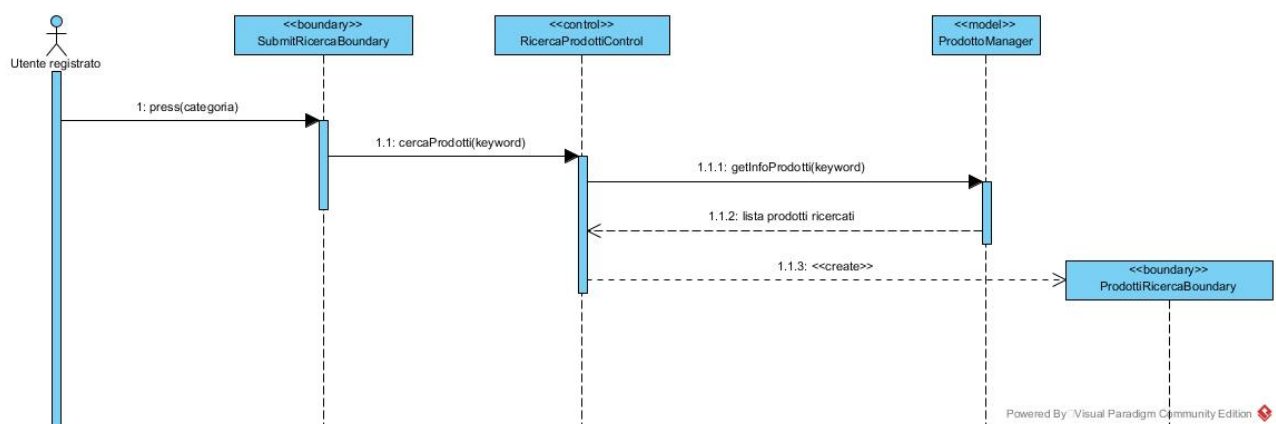 <<boundary>>
SubmitRicercaBoundary
<<control>>
RicercaProdottiControl
<<model>>
ProdottoManager
Utente registrato
1: press(categoria)
1.1: cercaProdotti(keyword)
1.1.1: getInfoProdotti(keyword)
1.1.2: lista prodotti ricercati
1.1.3: <<create>>
<<boundary>>
ProdottiRicercaBoundary
Powered By Visual Paradigm Community Edition